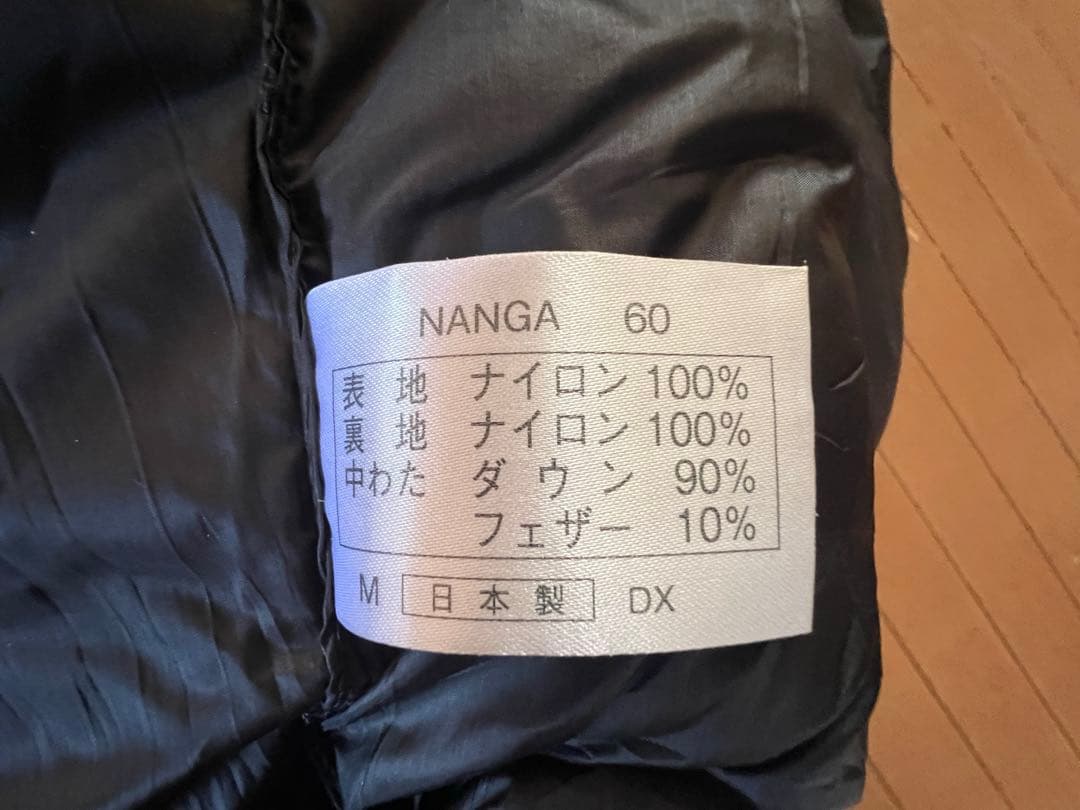 NANGA 60
表地 ナイロン 100%
裏地 ナイロン 100%
中わた ダウン 90%
フェザー 10%
M 日本製 DX